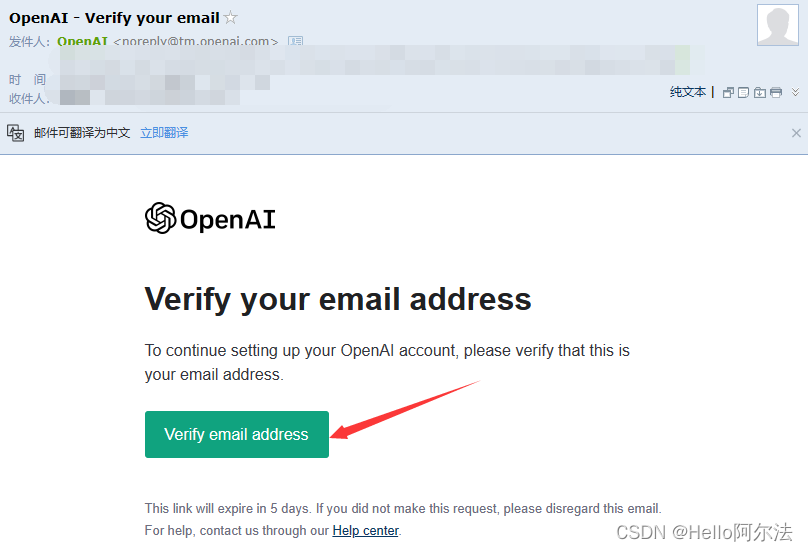 OpenAI - Verify your email
发件人: OpenAI <noreply@tm.openai.com>
时 间
收件人:
纯文本 |
邮件可翻译为中文 立即翻译
OpenAI
Verify your email address
To continue setting up your OpenAI account, please verify that this is
your email address.
Verify email address
This link will expire in 5 days. If you did not make this request, please disregard this email.
For help, contact us through our Help center.
CSDN @Hello阿尔法